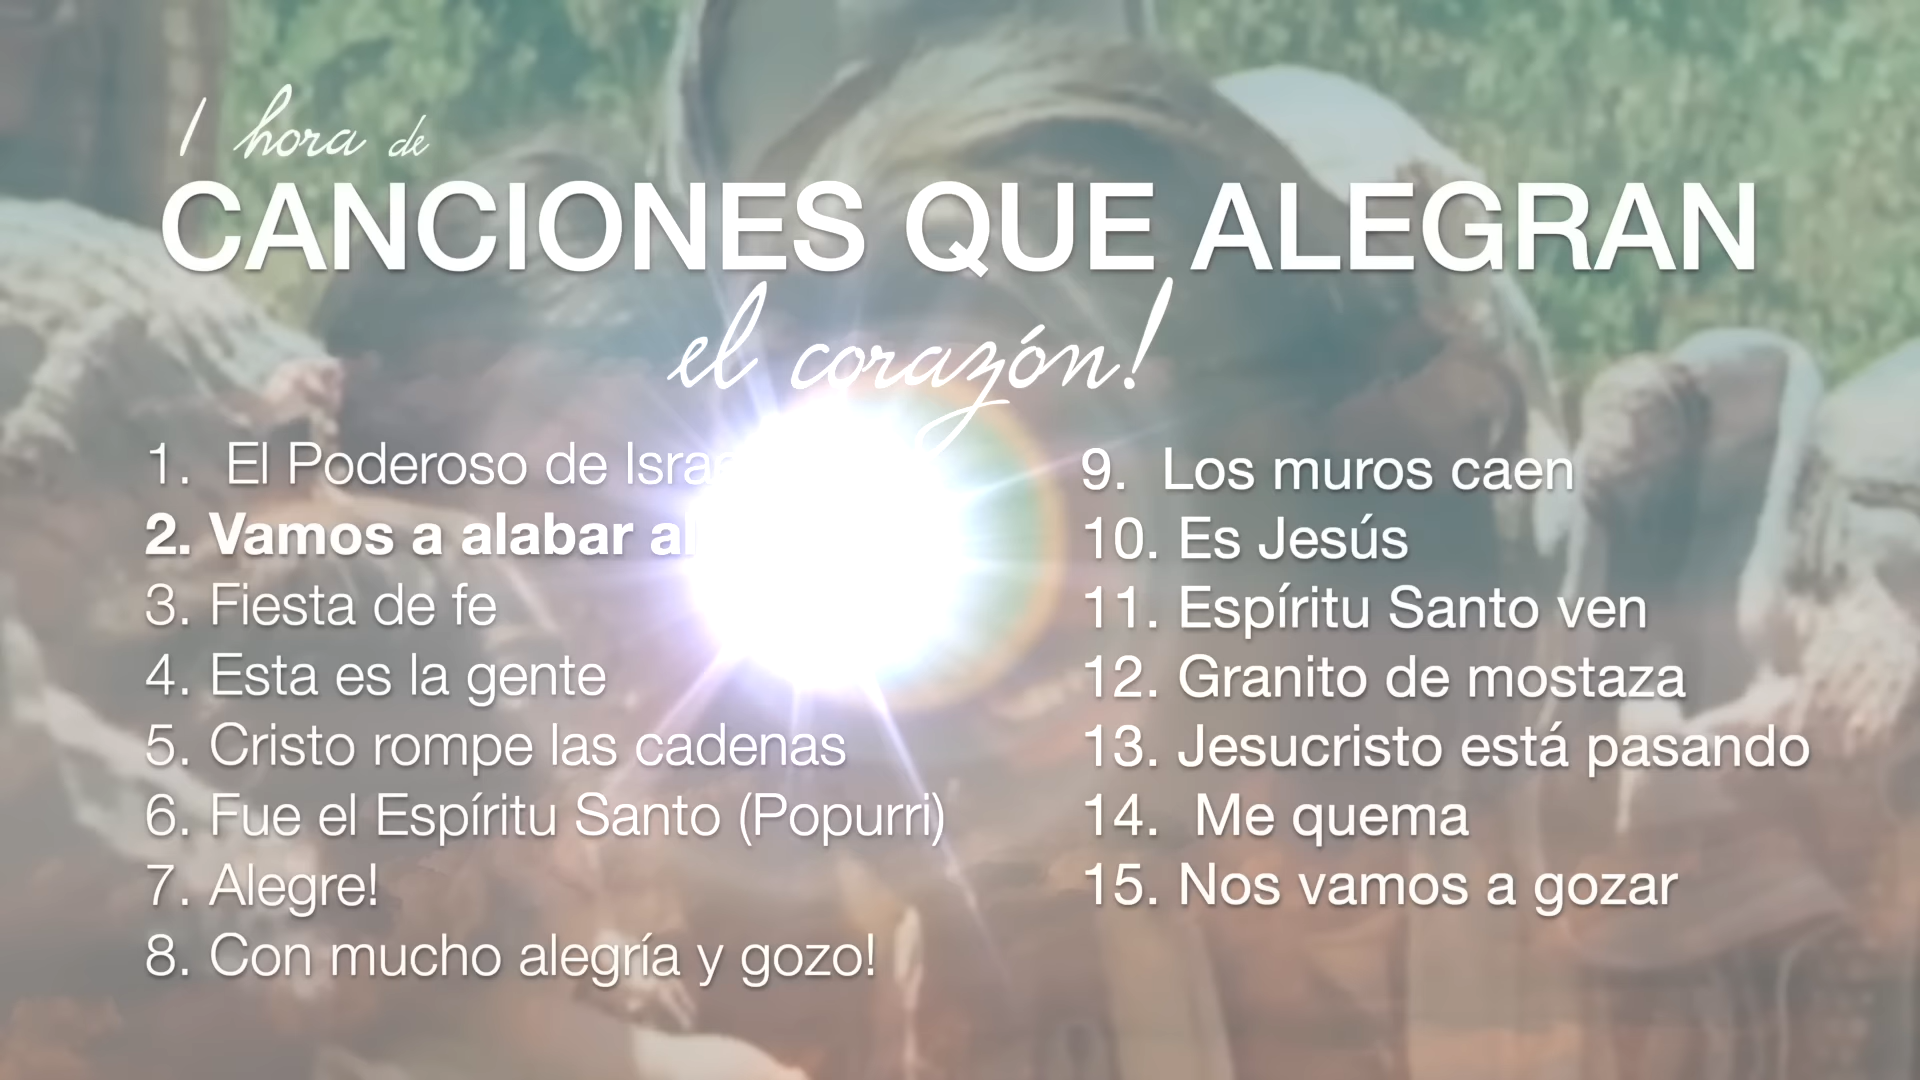 1 hora de
CANCIONES QUE ALEGRAN
el corazón!
1. El Poderoso de
2. Vamos a alabar al
3. Fiesta de fe
4. Esta es la gente
5. Cristo rompe las cadenas
6. Fue el Espíritu Santo (Popurri)
7. Alegre!
8. Con mucho alegría y gozo!
9. Los muros caen
10. Es Jesús
11. Espíritu Santo ven
12. Granito de mostaza
13. Jesucristo está pasando
14. Me quema
15. Nos vamos a gozar